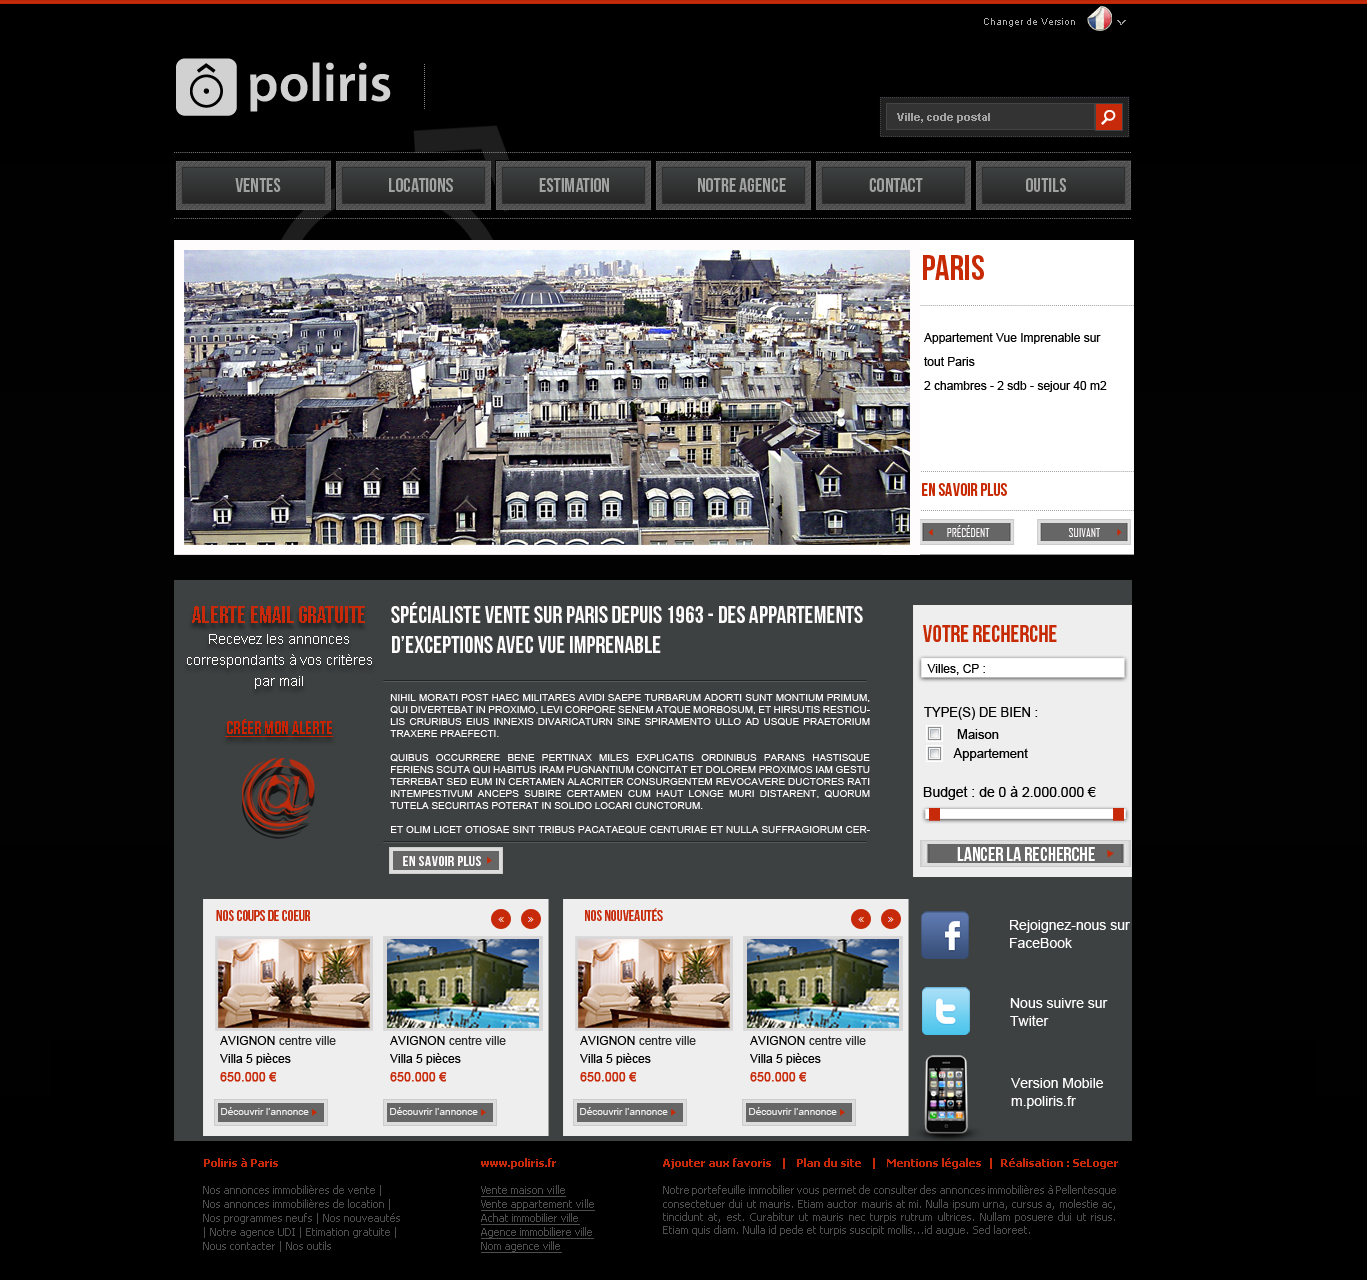 Changer de Version
poliris
Ville, code postal
VENTES
LOCATIONS
ESTIMATION
NOTRE AGENCE
CONTACT
OUTILS
PARIS
Appartement Vue Imprenable sur
tout Paris
2 chambres - 2 sdb - sejour 40 m2
EN SAVOIR PLUS
PRÉCÉDENT
SUIVANT
ALERTE EMAIL GRATUITE
Recevez les annonces
correspondants à vos critères
par mail
CRÉER MON ALERTE
@
SPÉCIALISTE VENTE SUR PARIS DEPUIS 1963 - DES APPARTEMENTS
D'EXCEPTIONS AVEC VUE IMPRENABLE
NIHIL MORATI POST HAEC MILITARES AVIDI SAEPE TURBARUM ADORTI SUNT MONTIUM PRIMUM,
QUI DIVERTEBAT IN PROXIMO, LEVI CORPORE SENEM ATQUE MORBOSUM, ET HIRSUTIS RESTICU-
LIS CRURIBUS EIUS INNEXIS DIVARICATURN SINE SPIRAMENTO ULLO AD USQUE PRAETORIUM
TRAXERE PRAEFECTI.
QUIBUS OCCURRERE BENE PERTINAX MILES EXPLICATIS ORDINIBUS PARANS HASTISQUE
FERIENS SCUTA QUI HABITUS IRAM PUGNANTIUM CONCITAT ET DOLOREM PROXIMOS IAM GESTU
TERREBAT SED EUM IN CERTAMEN ALACRITER CONSURGENTEM REVOCAVERE DUCTORES RATI
INTEMPESTIVUM ANCEPS SUBIRE CERTAMEN CUM HAUT LONGE MURI DISTARENT, QUORUM
TUTELA SECURITAS POTERAT IN SOLIDO LOCARI CUNCTORUM.
ET OLIM LICET OTIOSAE SINT TRIBUS PACATAEQUE CENTURIAE ET NULLA SUFFRAGIORUM CER-
EN SAVOIR PLUS
VOTRE RECHERCHE
Villes, CP :
TYPE(S) DE BIEN :
Maison
Appartement
Budget : de 0 à 2.000.000 €
LANCER LA RECHERCHE
NOS COUPS DE COEUR
« »
AVIGNON centre ville
Villa 5 pièces
650.000 €
Découvrir l'annonce
AVIGNON centre ville
Villa 5 pièces
650.000 €
Découvrir l'annonce
NOS NOUVEAUTÉS
« »
AVIGNON centre ville
Villa 5 pièces
650.000 €
Découvrir l'annonce
AVIGNON centre ville
Villa 5 pièces
650.000 €
Découvrir l'annonce
f
Rejoignez-nous sur
FaceBook
t
Nous suivre sur
Twiter
Version Mobile
m.poliris.fr
Poliris à Paris
Nos annonces immobilières de vente |
Nos annonces immobilières de location |
Nos programmes neufs | Nos nouveautés
| Notre agence UDI | Etimation gratuite |
Nous contacter | Nos outils
www.poliris.fr
Vente maison ville
Vente appartement ville
Achat immobilier ville
Agence immobiliere ville
Nom agence ville
Ajouter aux favoris | Plan du site | Mentions légales | Réalisation : SeLoger
Notre portefeuille immobilier vous permet de consulter des annonces immobilières à Pellentesque
consectetuer dui ut mauris. Etiam auctor mauris at mi. Nulla ipsum urna, cursus a, molestie ac,
tincidunt at, est. Curabitur ut mauris nec turpis rutrum ultrices. Nullam posuere dui ut risus.
Etiam quis diam. Nulla id pede et turpis suscipit mollis...id augue. Sed laoreet.